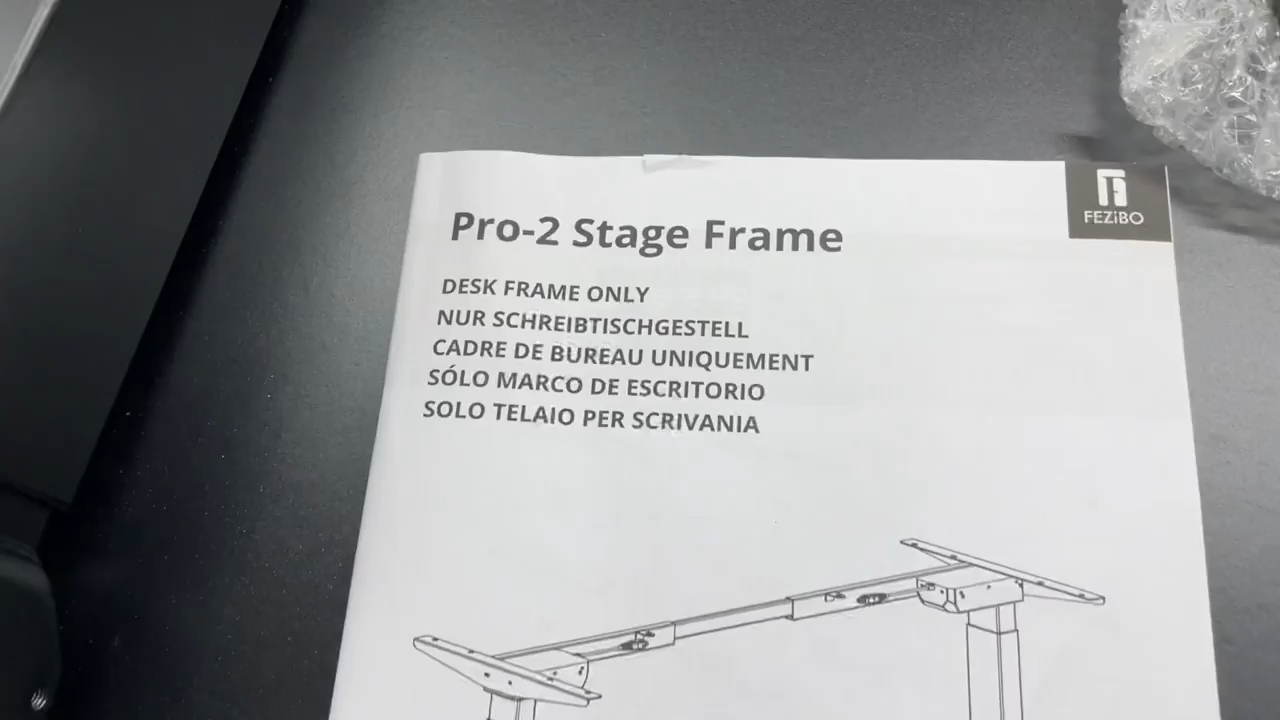 FEZiBO
Pro-2 Stage Frame
DESK FRAME ONLY
NUR SCHREIBTISCHGESTELL
CADRE DE BUREAU UNIQUEMENT
SÓLO MARCO DE ESCRITORIO
SOLO TELAIO PER SCRIVANIA